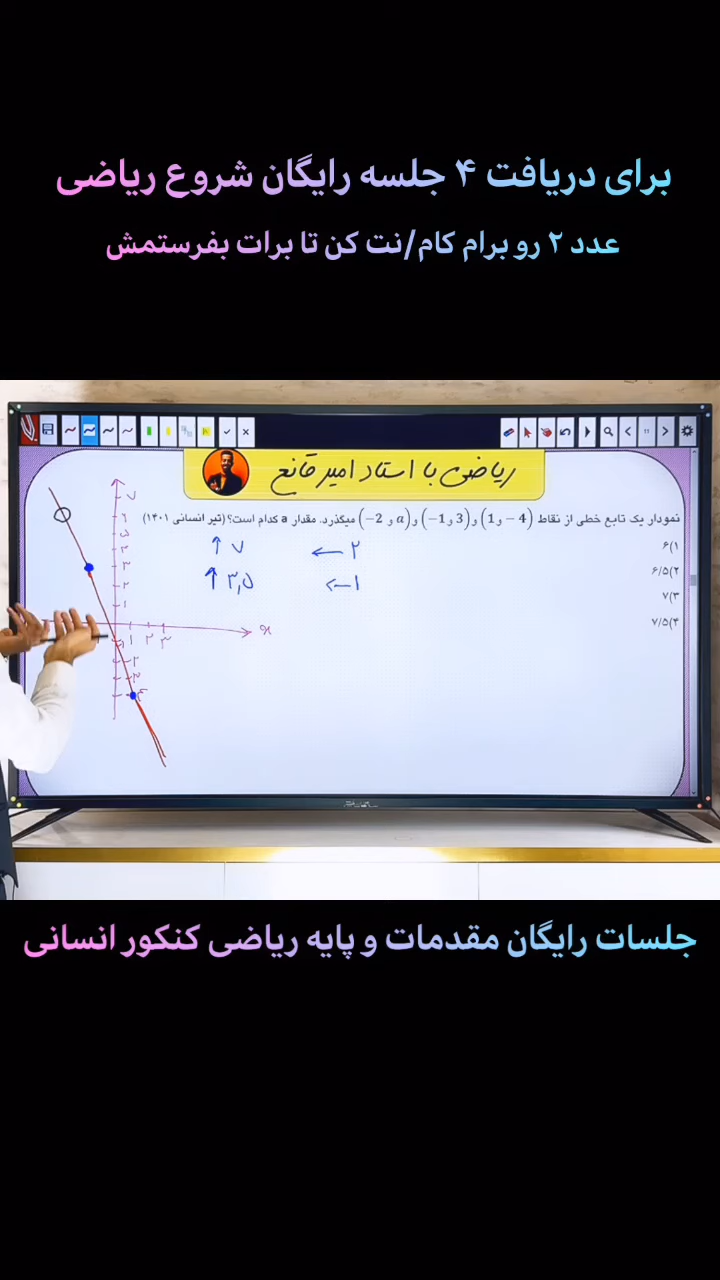 برای دریافت ۴ جلسه رایگان شروع ریاضی
عدد ۲ رو برام کام/نت کن تا برات بفرستمش
ریاضی با استاد امیر قانع
نمودار یک تابع خطی از نقاط (1 و 4 −) و (−1 و 3) و (−2 و a) میگذرد. مقدار a کدام است؟ (تیر انسانی ۱۴۰۱)
۱) ۶
۲) ۶/۵
۳) ۷
۴) ۷/۵
۲ ← ۷ ↑
۱ ← ۳,۵ ↑
x
جلسات رایگان مقدمات و پایه ریاضی کنکور انسانی